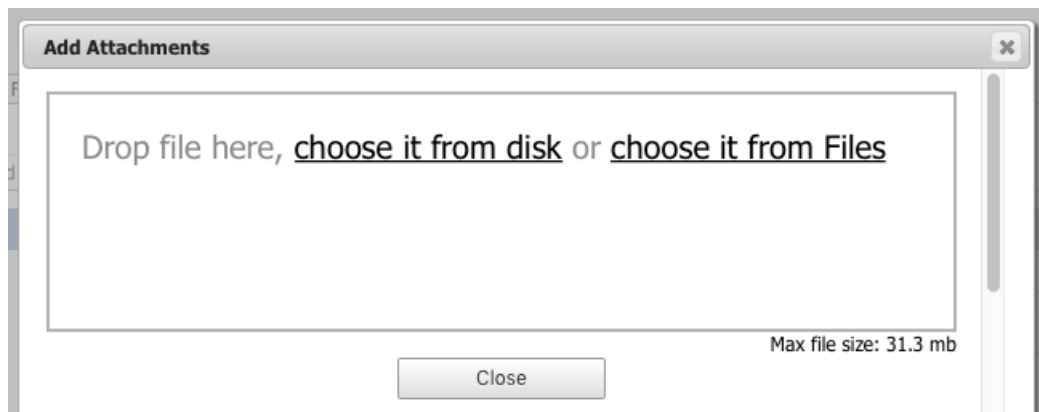 Add Attachments
Drop file here, choose it from disk or choose it from Files
Max file size: 31.3 mb
Close